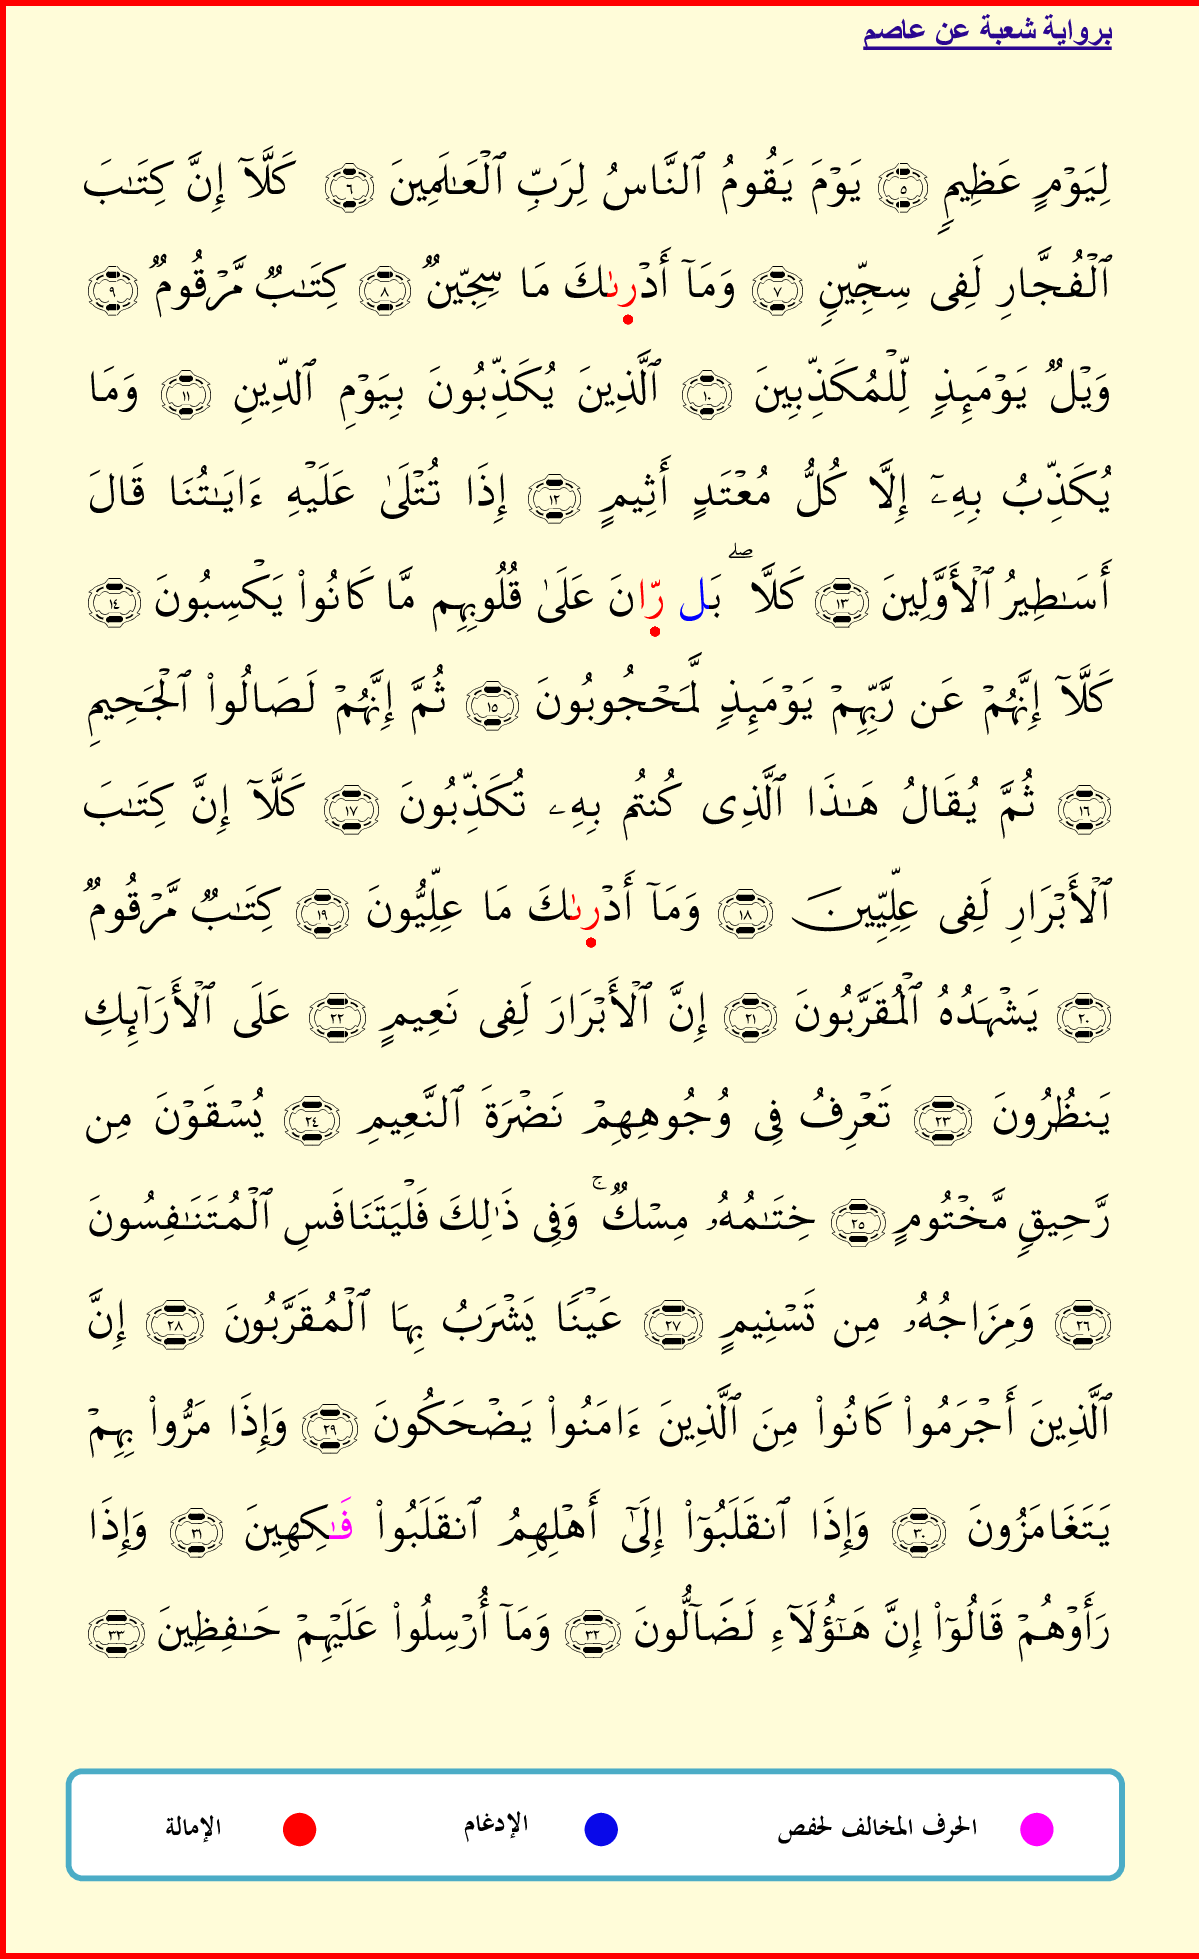 برواية شعبة عن عاصم
لِيَوۡمٍ عَظِيمٖ ٥ يَوۡمَ يَقُومُ ٱلنَّاسُ لِرَبِّ ٱلۡعَٰلَمِينَ ٦ كَلَّآ إِنَّ كِتَٰبَ
ٱلۡفُجَّارِ لَفِى سِجِّينٖ ٧ وَمَآ أَدۡرِىٰكَ مَا سِجِّينٞ ٨ كِتَٰبٞ مَّرۡقُومٞ ٩
وَيۡلٞ يَوۡمَئِذٖ لِّلۡمُكَذِّبِينَ ١٠ ٱلَّذِينَ يُكَذِّبُونَ بِيَوۡمِ ٱلدِّينِ ١١ وَمَا
يُكَذِّبُ بِهِۦٓ إِلَّا كُلُّ مُعۡتَدٍ أَثِيمٍ ١٢ إِذَا تُتۡلَىٰ عَلَيۡهِ ءَايَٰتُنَا قَالَ
أَسَٰطِيرُ ٱلۡأَوَّلِينَ ١٣ كَلَّاۖ بَل رِّانَ عَلَىٰ قُلُوبِهِم مَّا كَانُواْ يَكۡسِبُونَ ١٤
كَلَّآ إِنَّهُمۡ عَن رَّبِّهِمۡ يَوۡمَئِذٖ لَّمَحۡجُوبُونَ ١٥ ثُمَّ إِنَّهُمۡ لَصَالُواْ ٱلۡجَحِيمِ
١٦ ثُمَّ يُقَالُ هَٰذَا ٱلَّذِى كُنتُم بِهِۦ تُكَذِّبُونَ ١٧ كَلَّآ إِنَّ كِتَٰبَ
ٱلۡأَبۡرَارِ لَفِى عِلِّيِّينَ ١٨ وَمَآ أَدۡرِىٰكَ مَا عِلِّيُّونَ ١٩ كِتَٰبٞ مَّرۡقُومٞ
٢٠ يَشۡهَدُهُ ٱلۡمُقَرَّبُونَ ٢١ إِنَّ ٱلۡأَبۡرَارَ لَفِى نَعِيمٍ ٢٢ عَلَى ٱلۡأَرَآئِكِ
يَنظُرُونَ ٢٣ تَعۡرِفُ فِى وُجُوهِهِمۡ نَضۡرَةَ ٱلنَّعِيمِ ٢٤ يُسۡقَوۡنَ مِن
رَّحِيقٖ مَّخۡتُومٍ ٢٥ خِتَٰمُهُۥ مِسۡكٞۚ وَفِى ذَٰلِكَ فَلۡيَتَنَافَسِ ٱلۡمُتَنَٰفِسُونَ
٢٦ وَمِزَاجُهُۥ مِن تَسۡنِيمٍ ٢٧ عَيۡنٗا يَشۡرَبُ بِهَا ٱلۡمُقَرَّبُونَ ٢٨ إِنَّ
ٱلَّذِينَ أَجۡرَمُواْ كَانُواْ مِنَ ٱلَّذِينَ ءَامَنُواْ يَضۡحَكُونَ ٢٩ وَإِذَا مَرُّواْ بِهِمۡ
يَتَغَامَزُونَ ٣٠ وَإِذَا ٱنقَلَبُوٓاْ إِلَىٰٓ أَهۡلِهِمُ ٱنقَلَبُواْ فَٰكِهِينَ ٣١ وَإِذَا
رَأَوۡهُمۡ قَالُوٓاْ إِنَّ هَٰٓؤُلَآءِ لَضَآلُّونَ ٣٢ وَمَآ أُرۡسِلُواْ عَلَيۡهِمۡ حَٰفِظِينَ ٣٣
الحرف المخالف لحفص الإدغام الإمالة